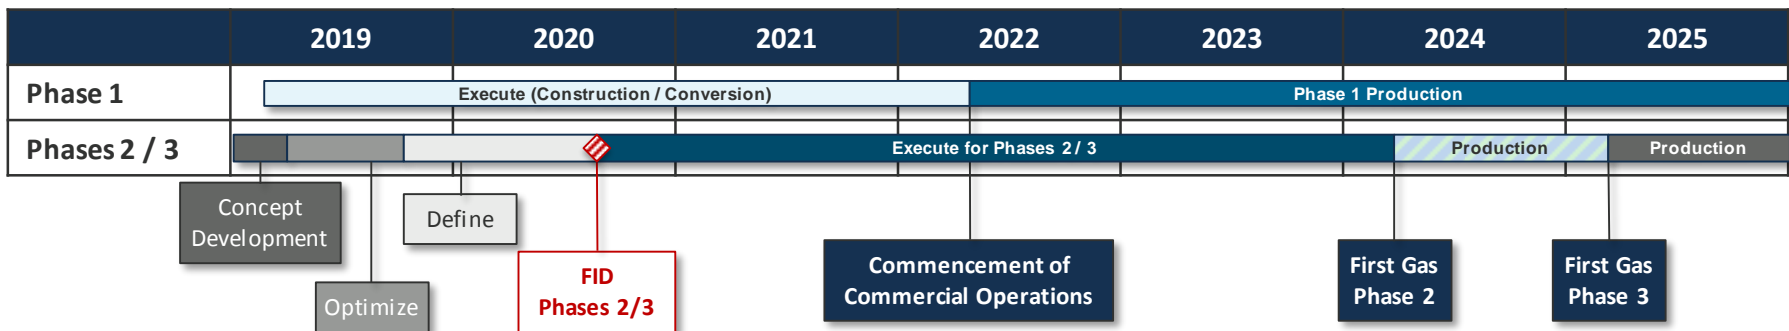 2019 2020 2021 2022 2023 2024 2025
Phase 1
Execute (Construction / Conversion)
Phase 1 Production
Phases 2 / 3
Execute for Phases 2 / 3
Production
Production
Concept
Development
Optimize
Define
FID
Phases 2/3
Commencement of
Commercial Operations
First Gas
Phase 2
First Gas
Phase 3